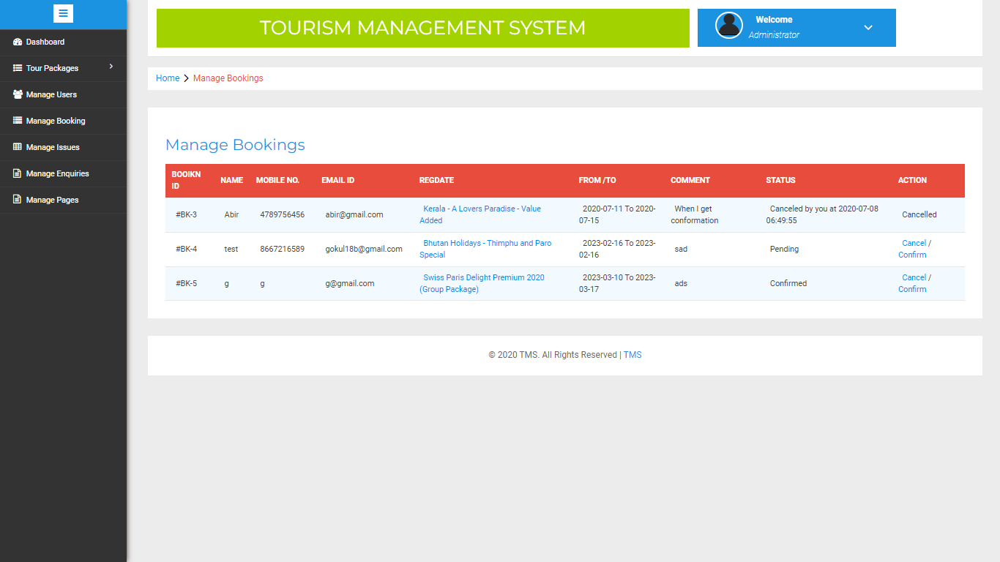 TOURISM MANAGEMENT SYSTEM
Welcome
Administrator
Dashboard
Tour Packages
Manage Users
Manage Booking
Manage Issues
Manage Enquiries
Manage Pages
Home > Manage Bookings
Manage Bookings
BOOIKN ID NAME MOBILE NO. EMAIL ID REGDATE FROM /TO COMMENT STATUS ACTION
#BK-3 Abir 4789756456 abir@gmail.com Kerala - A Lovers Paradise - Value Added 2020-07-11 To 2020-07-15 When I get conformation Canceled by you at 2020-07-08 06:49:55 Cancelled
#BK-4 test 8667216589 gokul18b@gmail.com Bhutan Holidays - Thimphu and Paro Special 2023-02-16 To 2023-02-16 sad Pending Cancel / Confirm
#BK-5 g g g@gmail.com Swiss Paris Delight Premium 2020 (Group Package) 2023-03-10 To 2023-03-17 ads Confirmed Cancel / Confirm
© 2020 TMS. All Rights Reserved | TMS